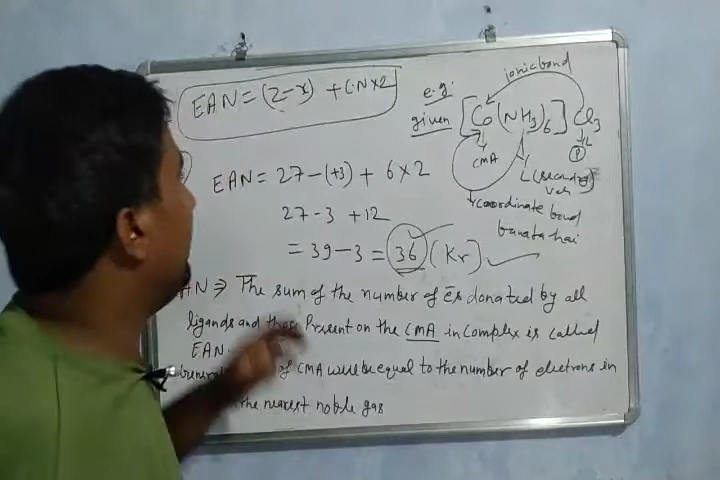 EAN = (Z-x) + C.N×2
e.g.
ionic bond
given [Co(NH3)6]Cl3
CMA
P
(secondary
coordinate bond
banata hai
EAN = 27 - (+3) + 6×2
27 - 3 + 12
= 39 - 3 = 36 (Kr)
AN ⇒ The sum of the number of ēs donated by all
ligands and those Present on the CMA in complex is called
EAN.
of CMA will be equal to the number of electrons in
the nearest noble gas